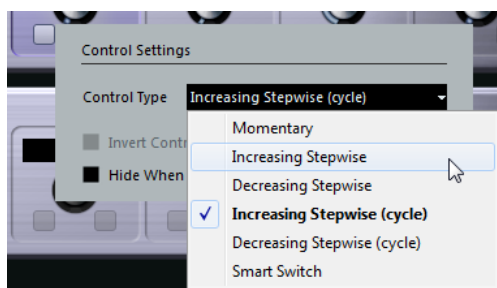 Control Settings
Control Type Increasing Stepwise (cycle)
Momentary
Invert Contr
Increasing Stepwise
Hide When
Decreasing Stepwise
Increasing Stepwise (cycle)
Decreasing Stepwise (cycle)
Smart Switch